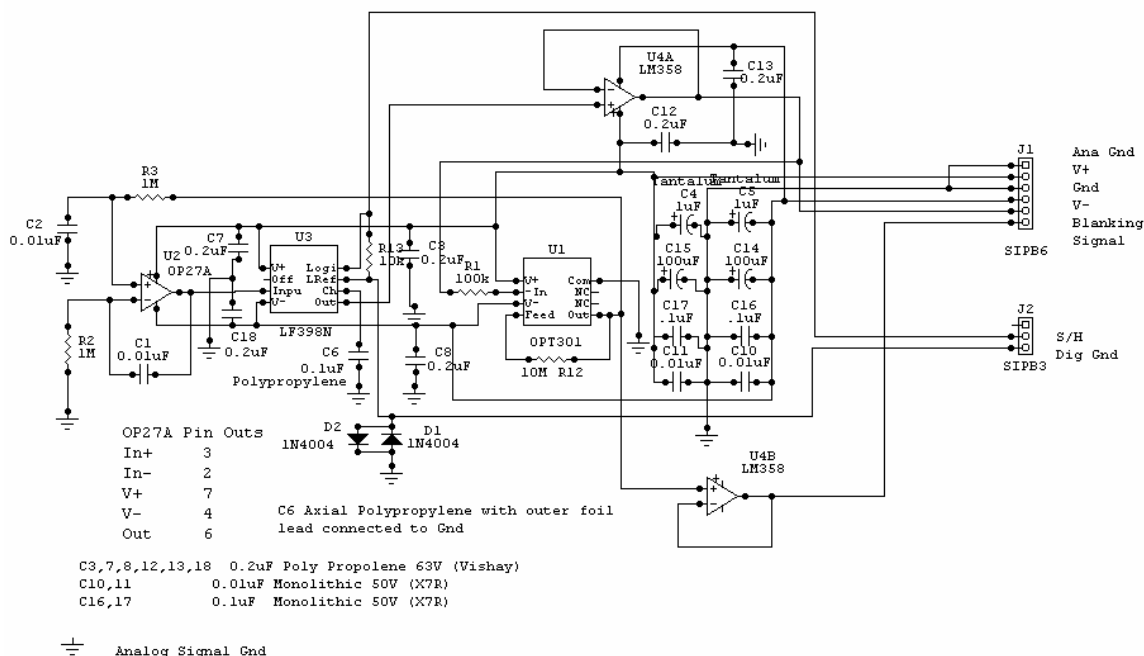 U4A
LM358
C13
0.2uF
C12
0.2uF
J1
Ana Gnd
V+
Gnd
V-
Blanking
Signal
SIPB6
R3
1M
Tantalum
Tantalum
C4
1uF
C5
1uF
C2
0.01uF
C7
0.2uF
U2
OP27A
U3
V+
Off
Inpu
V-
Logi
LRef
Ch
Out
LF398N
R13
10k
C3
0.2uF
R1
100k
U1
V+
-In
V-
Feed
Com
NC
NC
Out
OPT301
C15
100uF
C14
100uF
C17
.1uF
C16
.1uF
C11
0.01uF
C10
0.01uF
J2
S/H
Dig Gnd
SIPB3
R2
1M
C1
0.01uF
C18
0.2uF
C6
0.1uF
Polypropylene
C8
0.2uF
10M R12
D2
1N4004
D1
1N4004
U4B
LM358
OP27A Pin Outs
In+ 3
In- 2
V+ 7
V- 4
Out 6
C6 Axial Polypropylene with outer foil
lead connected to Gnd
C3,7,8,12,13,18 0.2uF Poly Propolene 63V (Vishay)
C10,11 0.01uF Monolithic 50V (X7R)
C16,17 0.1uF Monolithic 50V (X7R)
Analog Signal Gnd